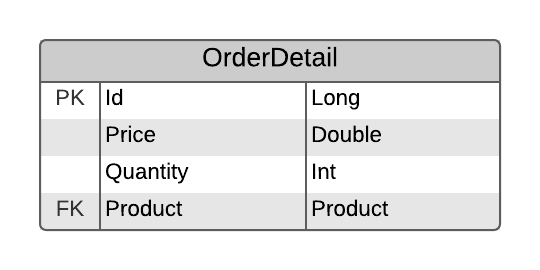 OrderDetail
PK Id Long
Price Double
Quantity Int
FK Product Product